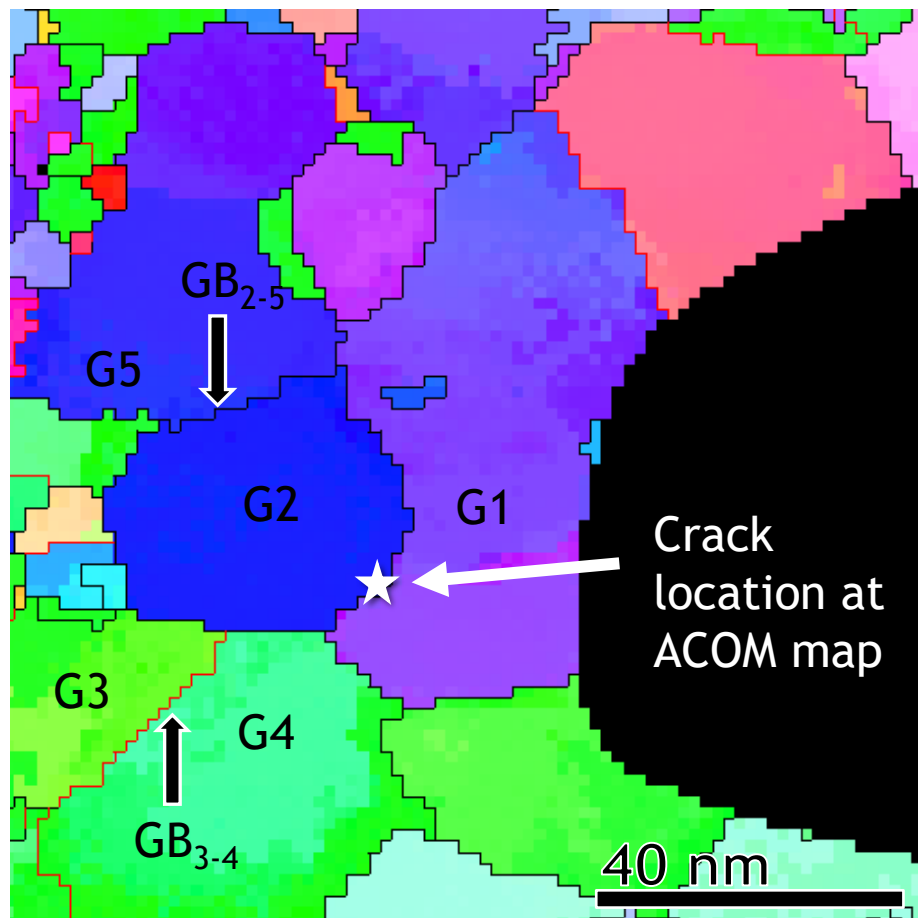 GB2-5
G5
G2
G1
Crack
location at
ACOM map
G3
G4
GB3-4
40 nm